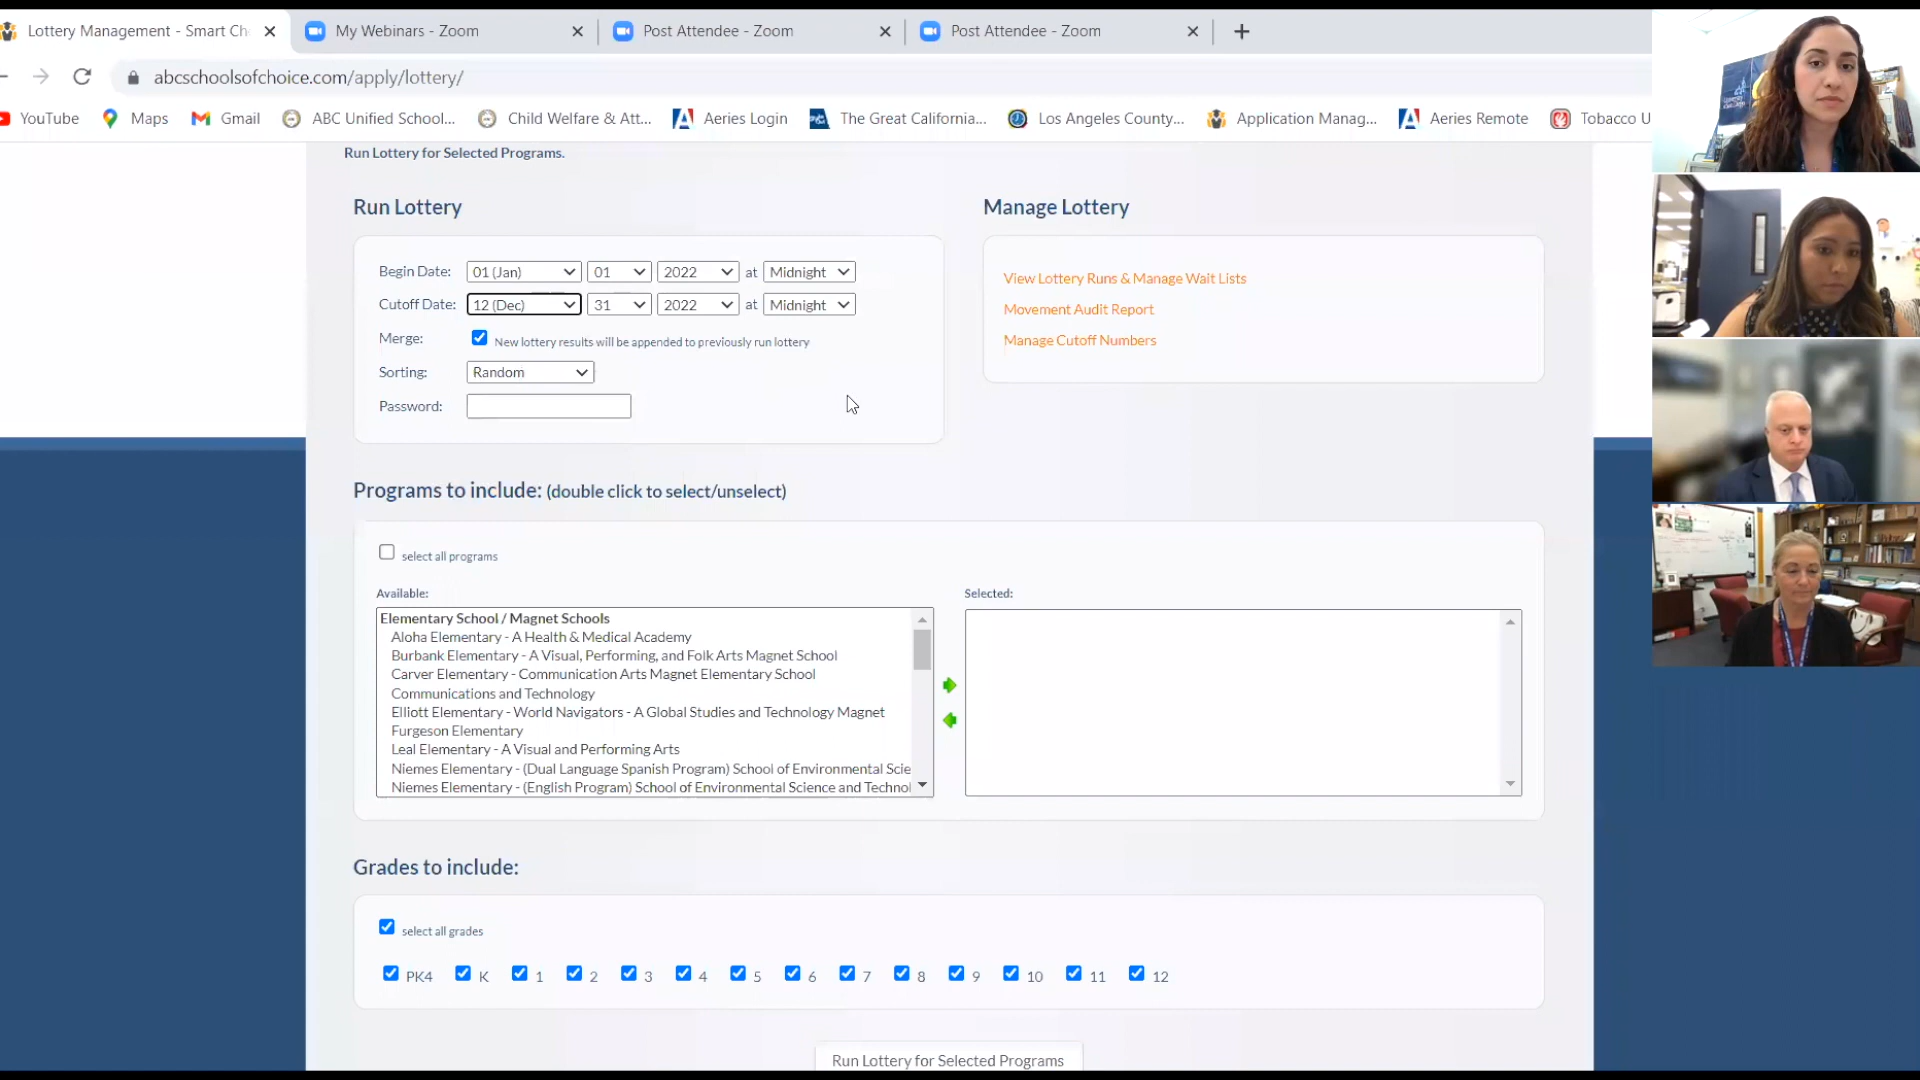 Lottery Management - Smart Ch
My Webinars - Zoom
Post Attendee - Zoom
Post Attendee - Zoom
abcschoolsofchoice.com/apply/lottery/
YouTube
Maps
Gmail
ABC Unified School...
Child Welfare & Att...
Aeries Login
The Great California...
Los Angeles County...
Application Manag...
Aeries Remote
Tobacco U
Run Lottery for Selected Programs.
Run Lottery
Begin Date: 01 (Jan) 01 2022 at Midnight
Cutoff Date: 12 (Dec) 31 2022 at Midnight
Merge: New lottery results will be appended to previously run lottery
Sorting: Random
Password:
Manage Lottery
View Lottery Runs & Manage Wait Lists
Movement Audit Report
Manage Cutoff Numbers
Programs to include: (double click to select/unselect)
select all programs
Available:
Elementary School / Magnet Schools
Aloha Elementary - A Health & Medical Academy
Burbank Elementary - A Visual, Performing, and Folk Arts Magnet School
Carver Elementary - Communication Arts Magnet Elementary School
Communications and Technology
Elliott Elementary - World Navigators - A Global Studies and Technology Magnet
Furgeson Elementary
Leal Elementary - A Visual and Performing Arts
Niemes Elementary - (Dual Language Spanish Program) School of Environmental Scie
Niemes Elementary - (English Program) School of Environmental Science and Technol
Selected:
Grades to include:
select all grades
PK4 K 1 2 3 4 5 6 7 8 9 10 11 12
Run Lottery for Selected Programs